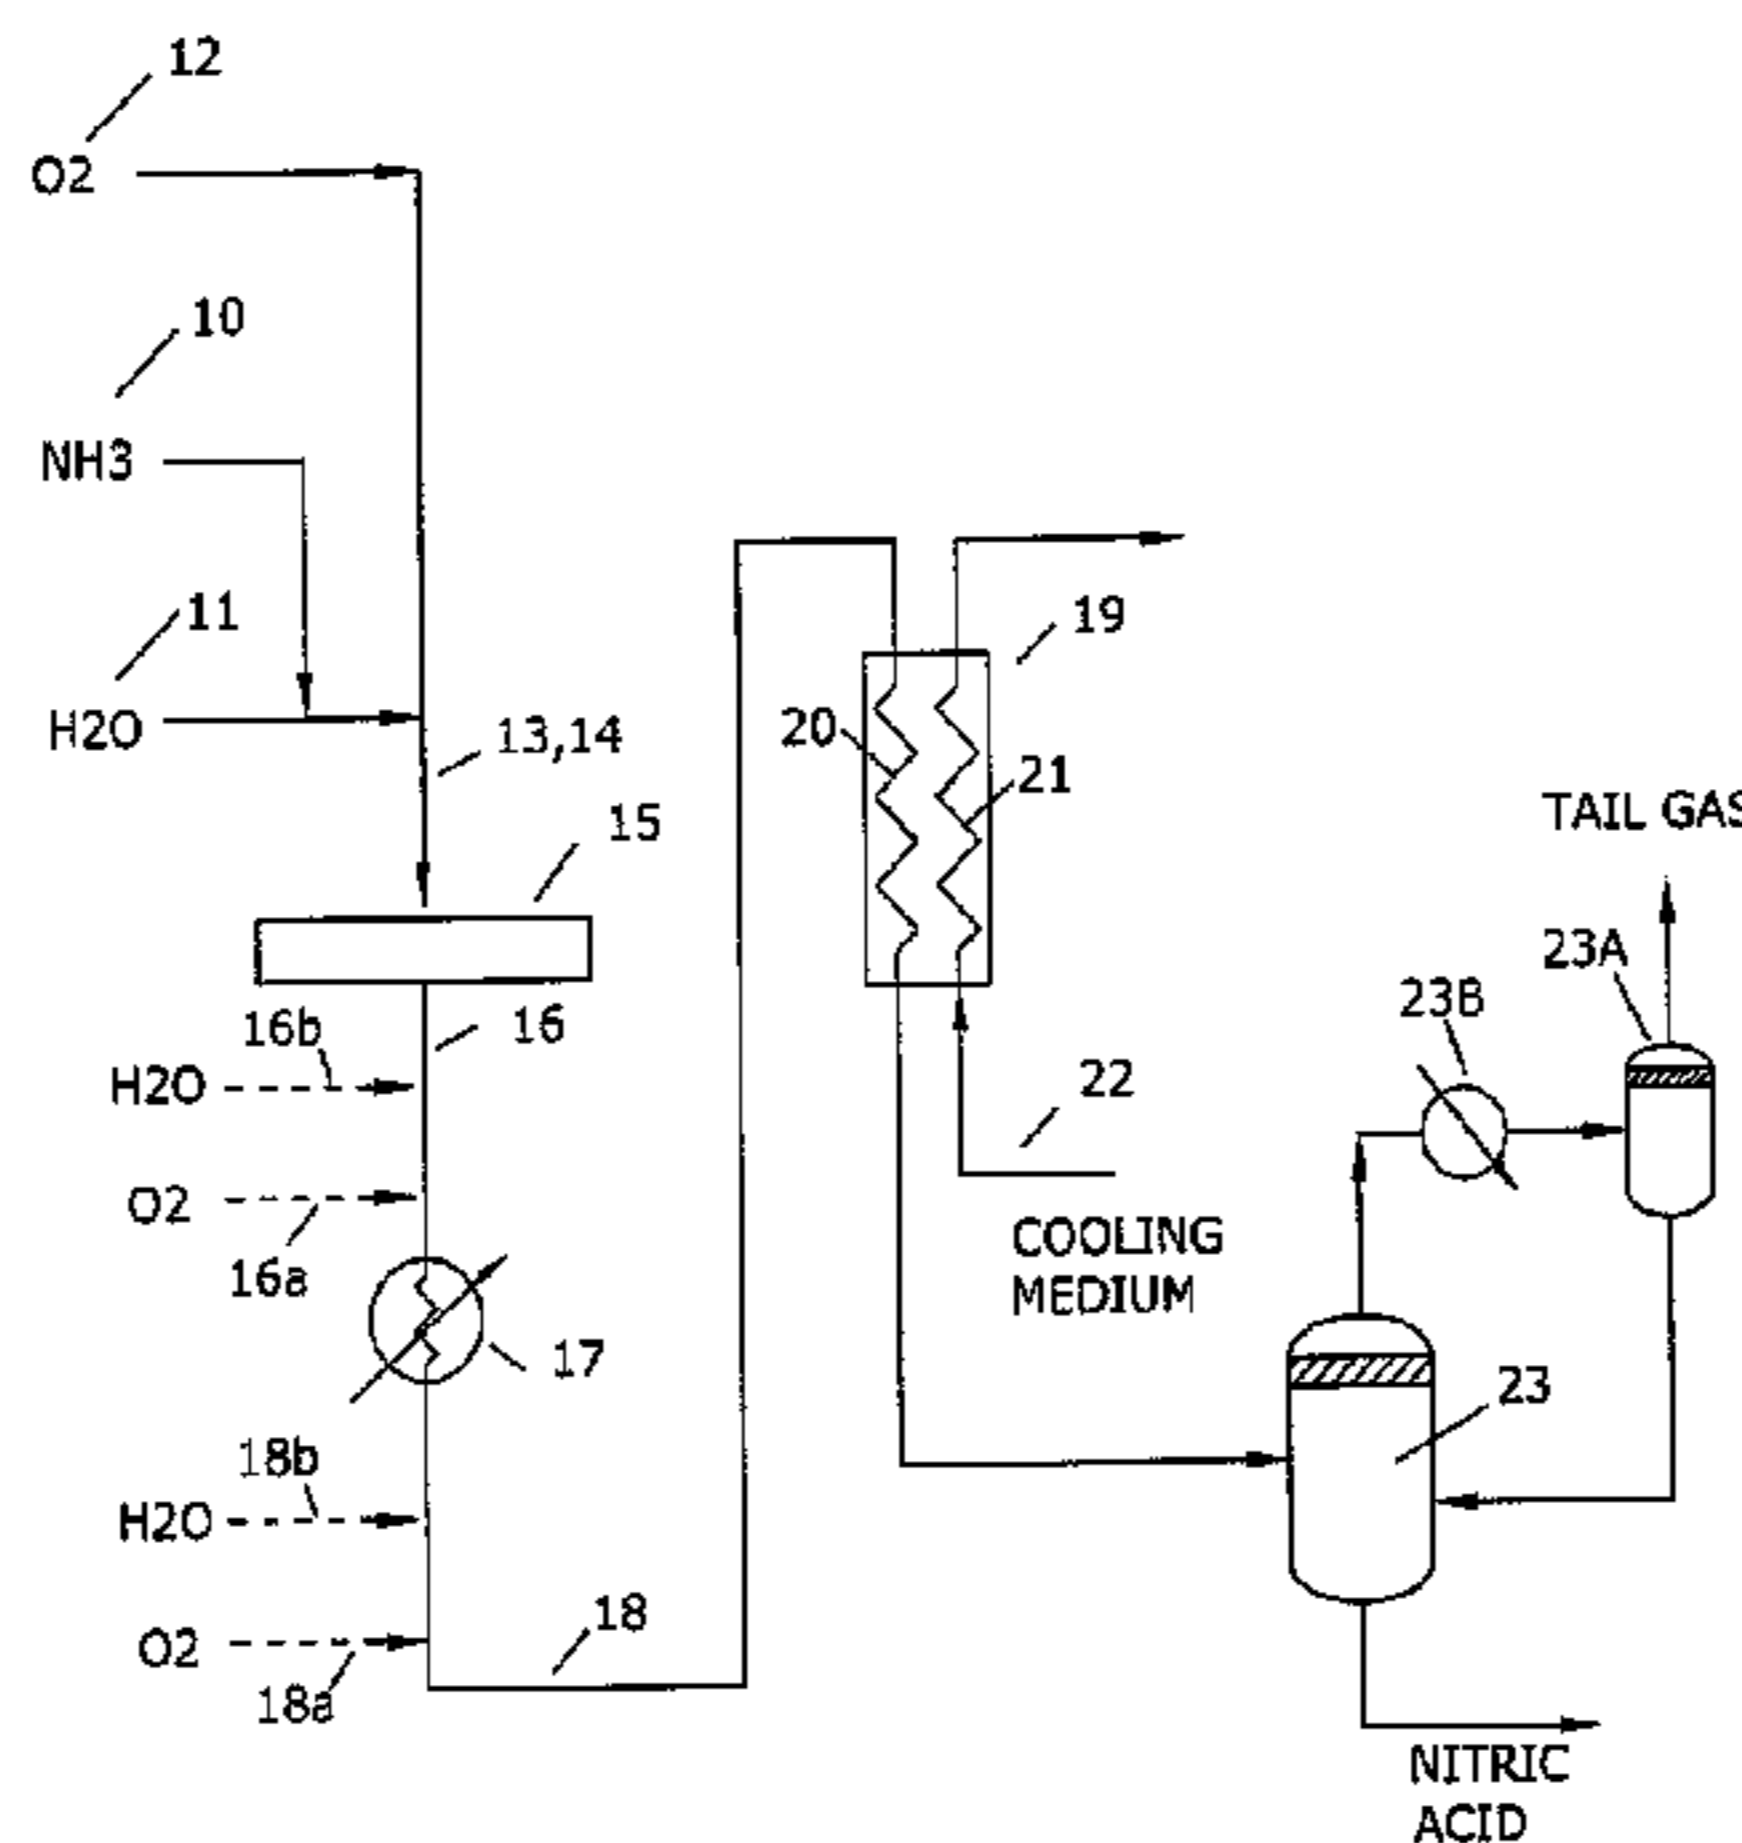 12
O2
10
NH3
11
H2O
13,14
15
16b
16
H2O
O2
16a
17
18b
H2O
18
O2
18a
19
20
21
22
COOLING
MEDIUM
TAIL GAS
23A
23B
23
NITRIC
ACID